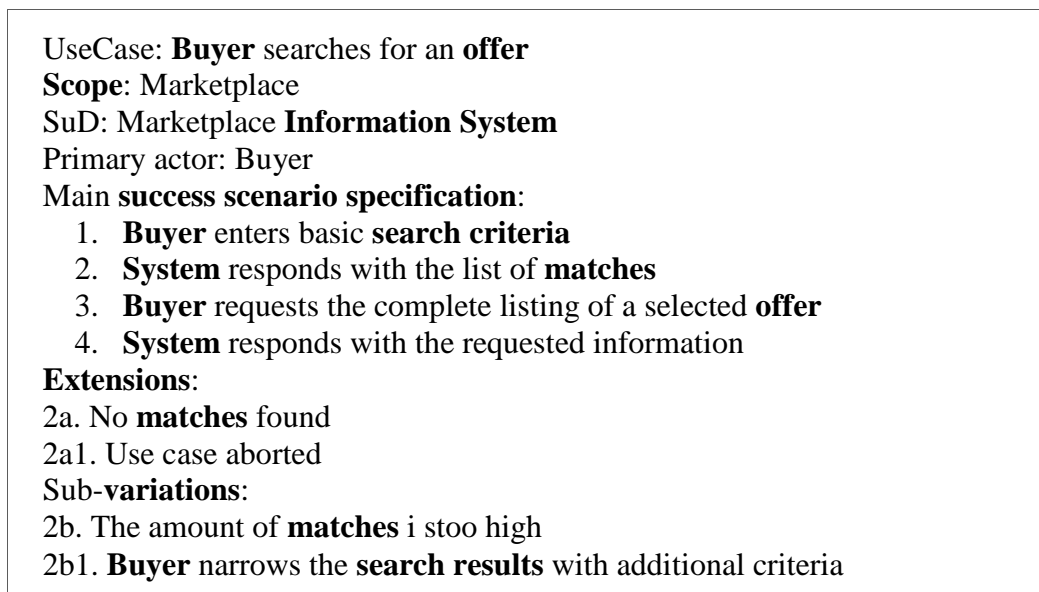 UseCase: Buyer searches for an offer
Scope: Marketplace
SuD: Marketplace Information System
Primary actor: Buyer
Main success scenario specification:
1. Buyer enters basic search criteria
2. System responds with the list of matches
3. Buyer requests the complete listing of a selected offer
4. System responds with the requested information
Extensions:
2a. No matches found
2a1. Use case aborted
Sub-variations:
2b. The amount of matches i stoo high
2b1. Buyer narrows the search results with additional criteria